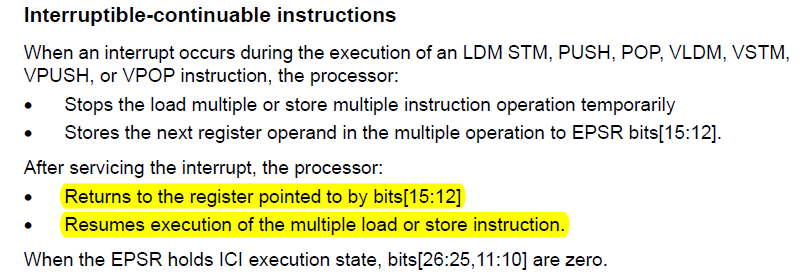 Interruptible-continuable instructions
When an interrupt occurs during the execution of an LDM STM, PUSH, POP, VLDM, VSTM,
VPUSH, or VPOP instruction, the processor:
• Stops the load multiple or store multiple instruction operation temporarily
• Stores the next register operand in the multiple operation to EPSR bits[15:12].
After servicing the interrupt, the processor:
• Returns to the register pointed to by bits[15:12]
• Resumes execution of the multiple load or store instruction.
When the EPSR holds ICI execution state, bits[26:25,11:10] are zero.